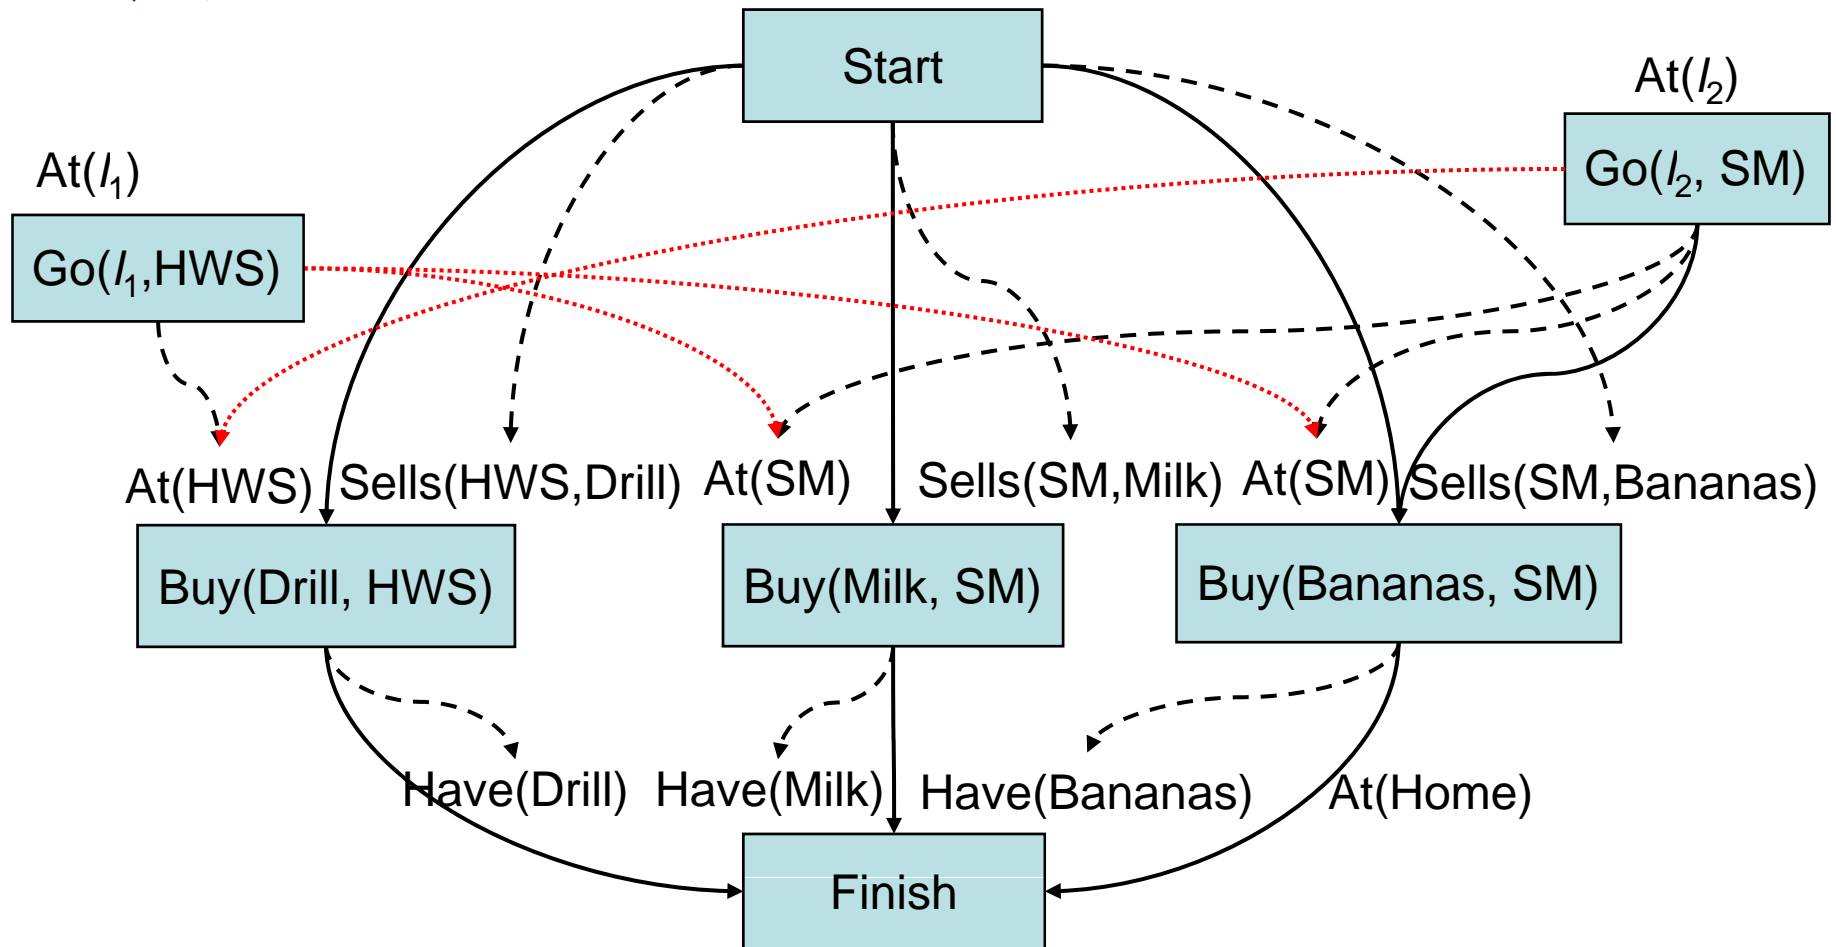 Start
At(l₂)
Go(l₂, SM)
At(l₁)
Go(l₁,HWS)
At(HWS) Sells(HWS,Drill) At(SM) Sells(SM,Milk) At(SM) Sells(SM,Bananas)
Buy(Drill, HWS) Buy(Milk, SM) Buy(Bananas, SM)
Have(Drill) Have(Milk) Have(Bananas) At(Home)
Finish